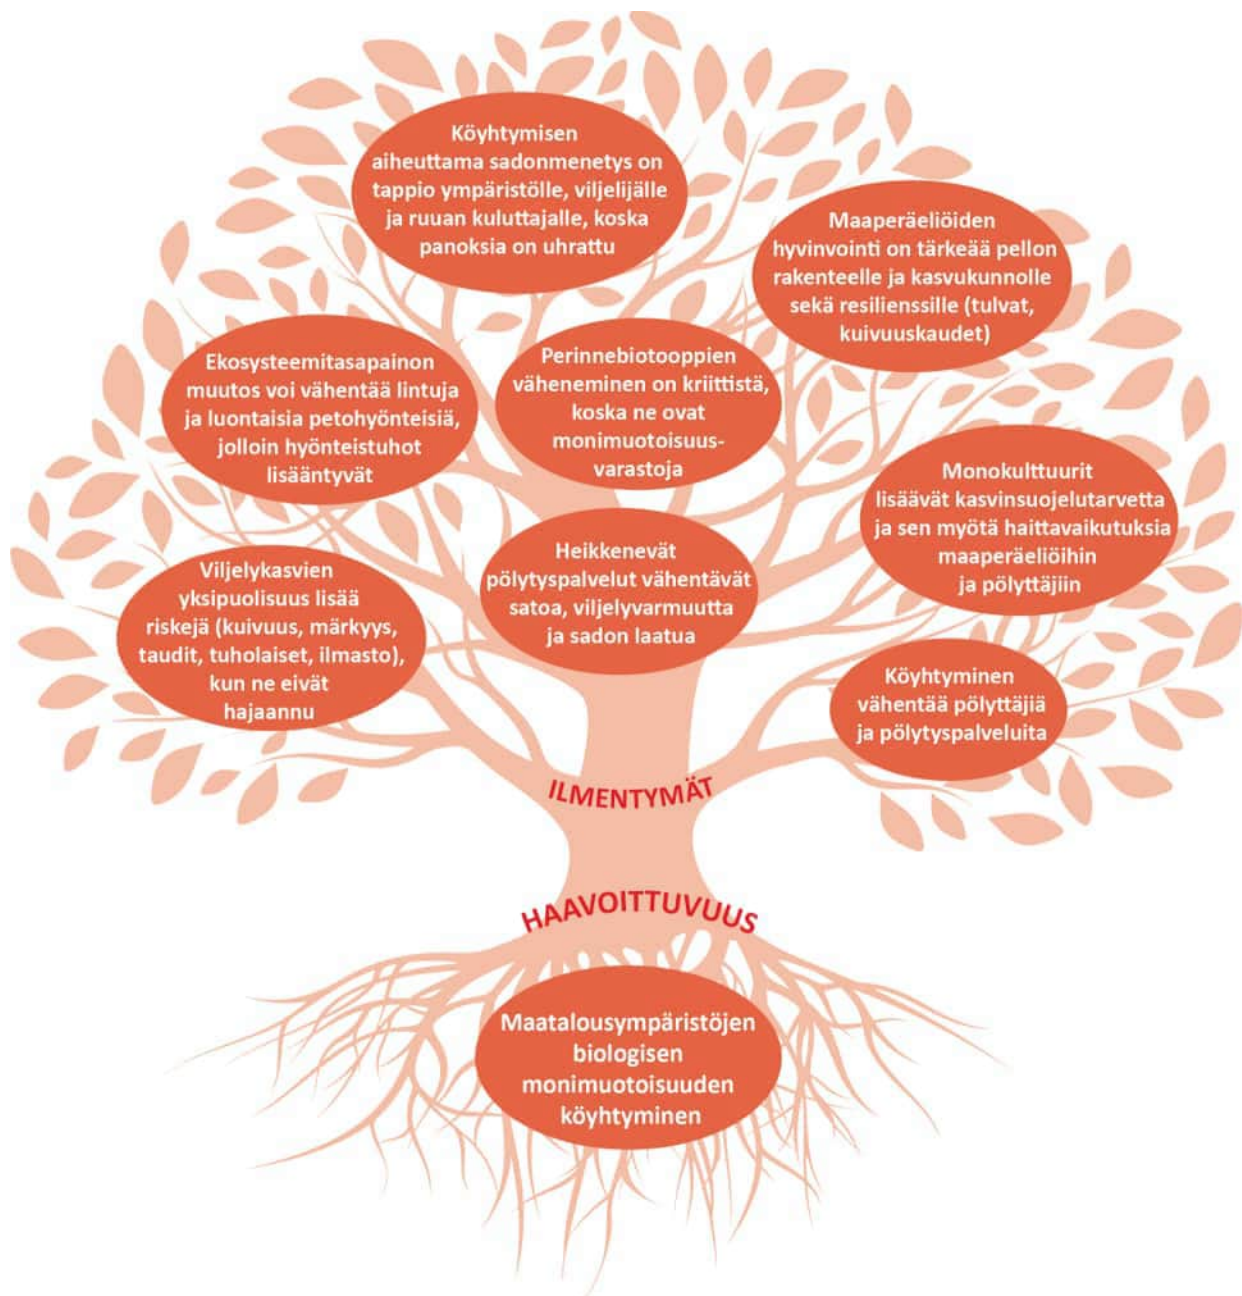 Köyhtymisen
aiheuttama sadonmenetys on
tappio ympäristölle, viljelijälle
ja ruuan kuluttajalle, koska
panoksia on uhrattu
Maaperäeliöiden
hyvinvointi on tärkeää pellon
rakenteelle ja kasvukunnolle
sekä resilienssille (tulvat,
kuivuuskaudet)
Ekosysteemitasapainon
muutos voi vähentää lintuja
ja luontaisia petohyönteisiä,
jolloin hyönteistuhot
lisääntyvät
Perinnebiotooppien
väheneminen on kriittistä,
koska ne ovat
monimuotoisuus-
varastoja
Monokulttuurit
lisäävät kasvinsuojelutarvetta
ja sen myötä haittavaikutuksia
maaperäeliöihin
ja pölyttäjiin
Heikkenevät
pölytyspalvelut vähentävät
satoa, viljelyvarmuutta
ja sadon laatua
Viljelykasvien
yksipuolisuus lisää
riskejä (kuivuus, märkyys,
taudit, tuholaiset, ilmasto),
kun ne eivät
hajaannu
Köyhtyminen
vähentää pölyttäjiä
ja pölytyspalveluita
ILMENTYMÄT
HAAVOITTUVUUS
Maatalousympäristöjen
biologisen
monimuotoisuuden
köyhtyminen